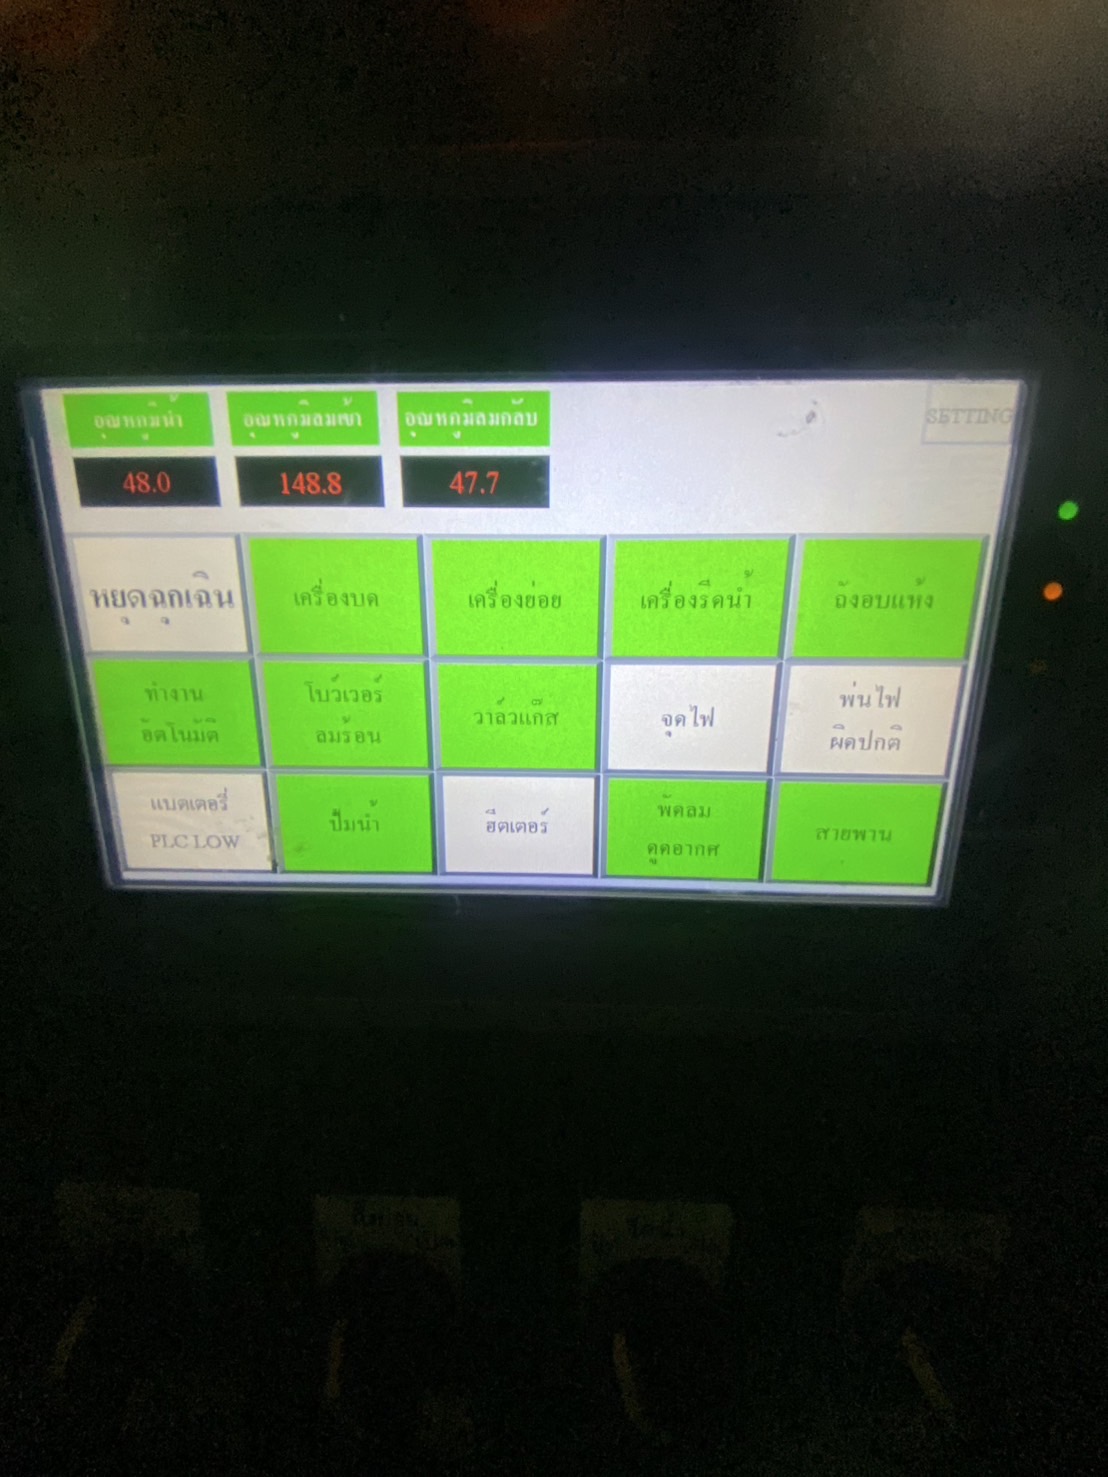 อุณหภูมิน้ำ อุณหภูมิลมเข้า อุณหภูมิลมกลับ SETTING
48.0 148.8 47.7
หยุดฉุกเฉิน เครื่องบด เครื่องย่อย เครื่องรีดน้ำ ถังอบแห้ง
ทำงาน
อัตโนมัติ
โบว์เวอร์
ลมร้อน
วาล์วแก๊ส
จุดไฟ
พ่นไฟ
ผิดปกติ
แบตเตอรี่
PLC LOW
ปั๊มน้ำ
ฮีตเตอร์
พัดลม
ดูดอากศ
สายพาน